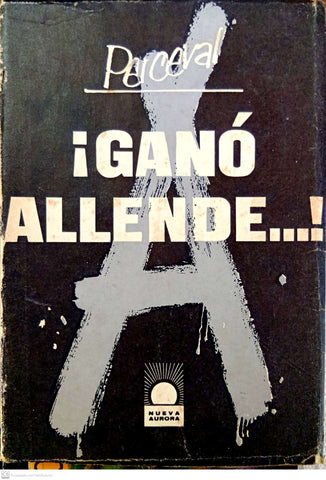 Perceval
¡GANÓ
ALLENDE...!
NUEVA
AURORA